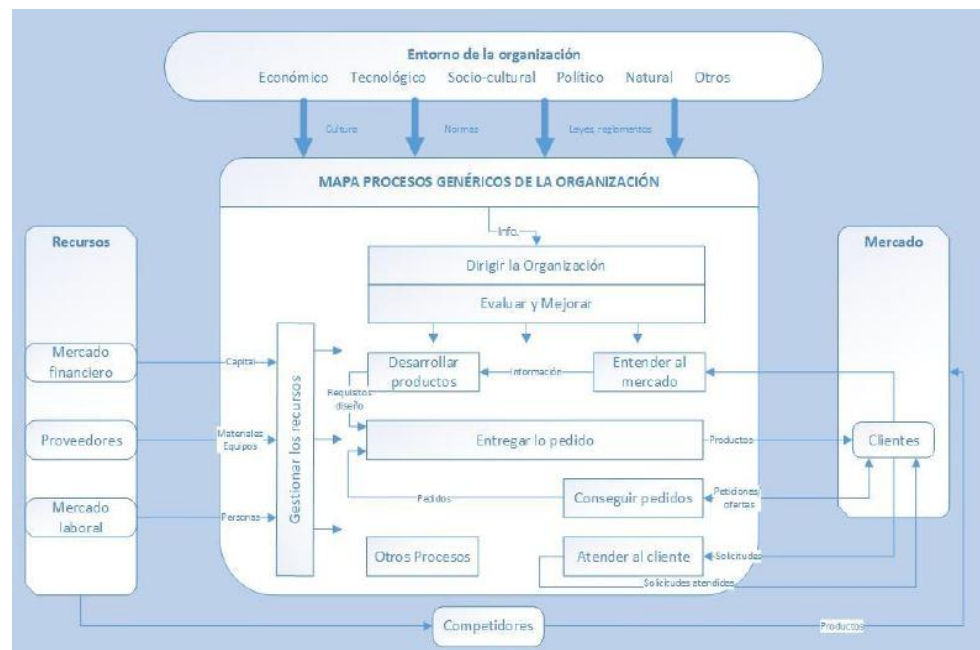 Entorno de la organización
Económico Tecnológico Socio-cultural Político Natural Otros
Cultura Normas Leyes, reglamentos
MAPA PROCESOS GENÉRICOS DE LA ORGANIZACIÓN
Info.
Recursos
Mercado
Dirigir la Organización
Evaluar y Mejorar
Mercado
financiero
Capital
Gestionar los recursos
Desarrollar
productos
Información
Entender al
mercado
Requisitos
diseño
Proveedores
Materiales
Equipos
Entregar lo pedido
Productos
Clientes
Pedidos
Conseguir pedidos
Peticiones/
ofertas
Mercado
laboral
Personas
Otros Procesos
Atender al cliente
Solicitudes
Solicitudes atendidas
Competidores
Productos